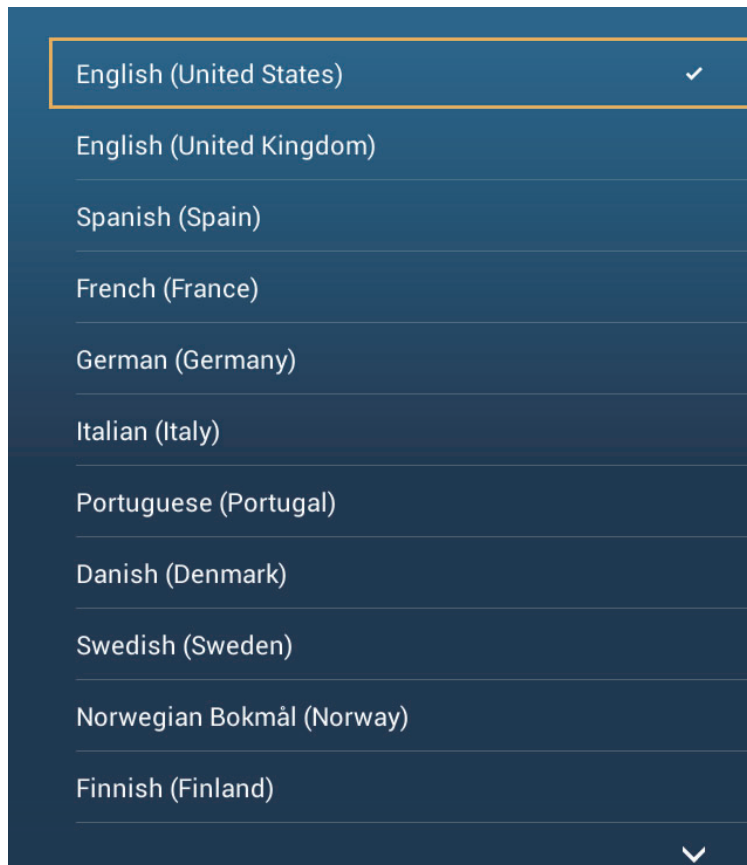 English (United States)
English (United Kingdom)
Spanish (Spain)
French (France)
German (Germany)
Italian (Italy)
Portuguese (Portugal)
Danish (Denmark)
Swedish (Sweden)
Norwegian Bokmål (Norway)
Finnish (Finland)